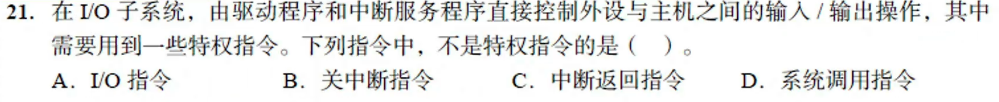 21. 在 I/O 子系统，由驱动程序和中断服务程序直接控制外设与主机之间的输入 / 输出操作，其中
需要用到一些特权指令。下列指令中，不是特权指令的是（ ）。
A．I/O 指令 B．关中断指令 C．中断返回指令 D．系统调用指令